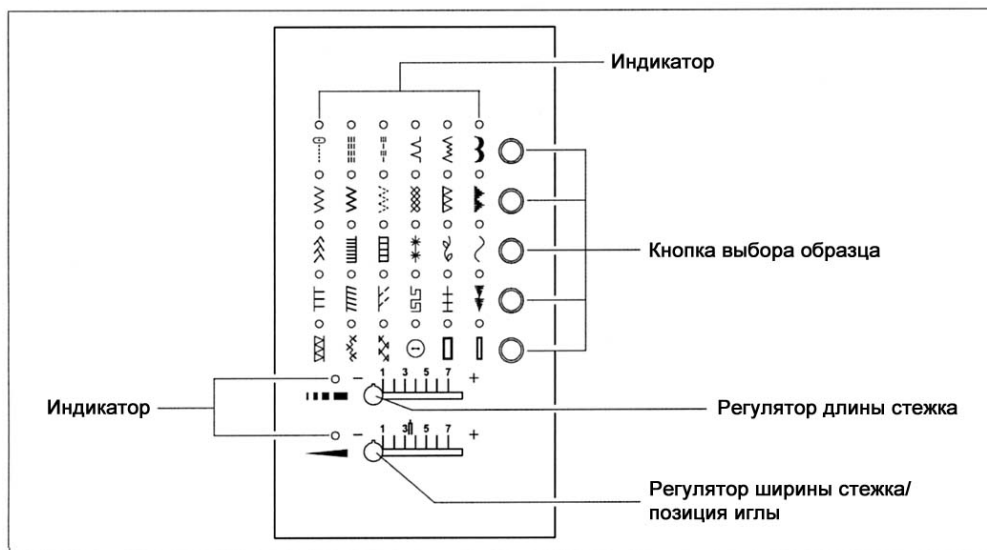 Индикатор
Кнопка выбора образца
1 3 5 7
− +
Индикатор
Регулятор длины стежка
1 3 5 7
− +
Регулятор ширины стежка/
позиция иглы